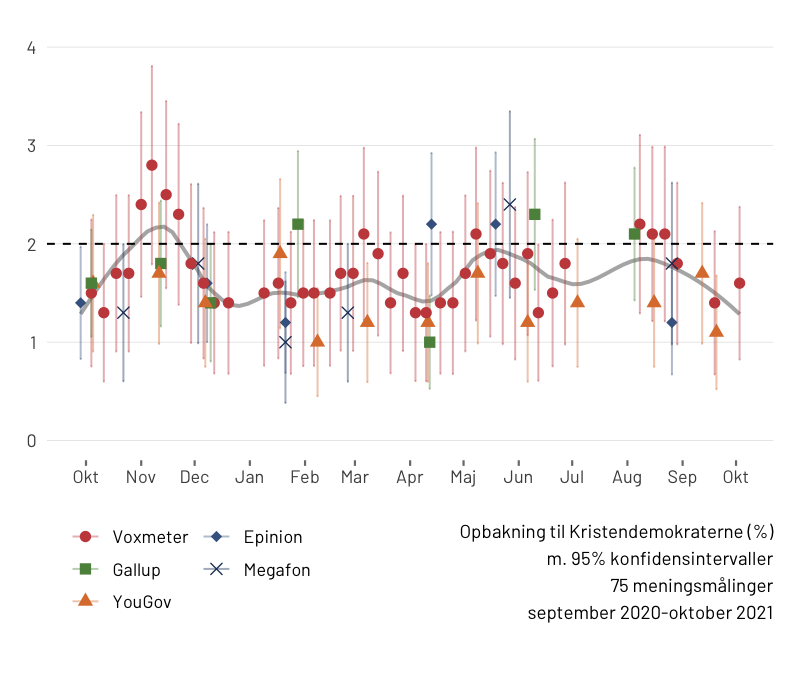 4
3
2
1
0
Okt Nov Dec Jan Feb Mar Apr Maj Jun Jul Aug Sep Okt
Voxmeter Epinion
Gallup Megafon
YouGov
Opbakning til Kristendemokraterne (%)
m. 95% konfidensintervaller
75 meningsmålinger
september 2020-oktober 2021